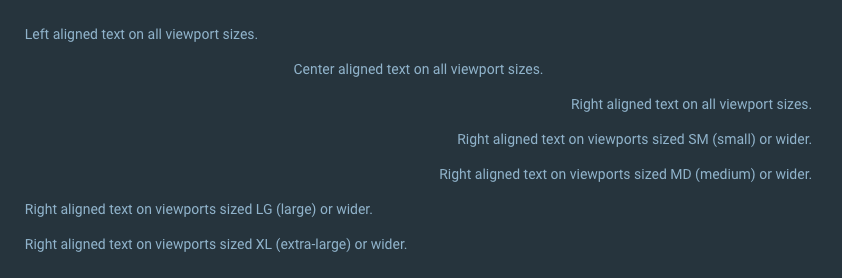 Left aligned text on all viewport sizes.
Center aligned text on all viewport sizes.
Right aligned text on all viewport sizes.
Right aligned text on viewports sized SM (small) or wider.
Right aligned text on viewports sized MD (medium) or wider.
Right aligned text on viewports sized LG (large) or wider.
Right aligned text on viewports sized XL (extra-large) or wider.